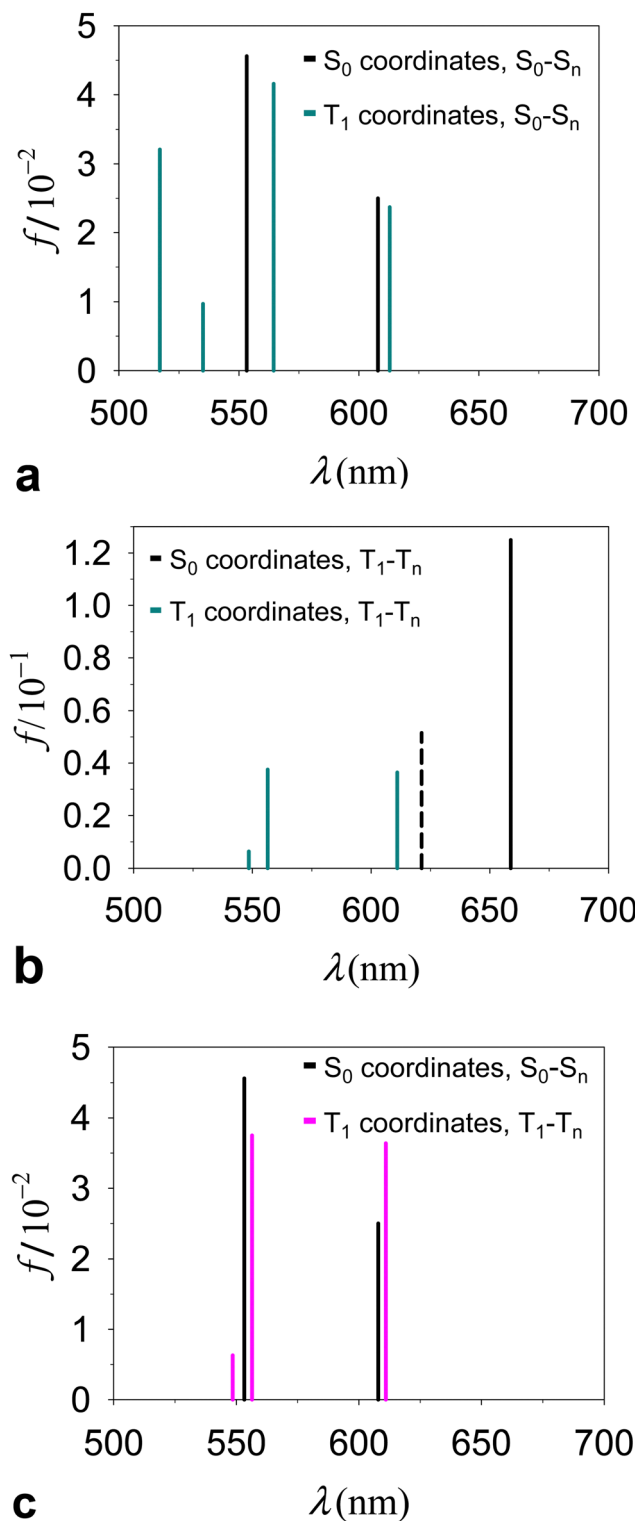 5
4
3
2
1
0
f/10⁻²
S₀ coordinates, S₀-Sₙ
T₁ coordinates, S₀-Sₙ
500 550 600 650 700
λ(nm)
a
1.2
1.0
0.8
0.6
0.4
0.2
0.0
f/10⁻¹
S₀ coordinates, T₁-Tₙ
T₁ coordinates, T₁-Tₙ
500 550 600 650 700
λ(nm)
b
5
4
3
2
1
0
f/10⁻²
S₀ coordinates, S₀-Sₙ
T₁ coordinates, T₁-Tₙ
500 550 600 650 700
λ(nm)
c